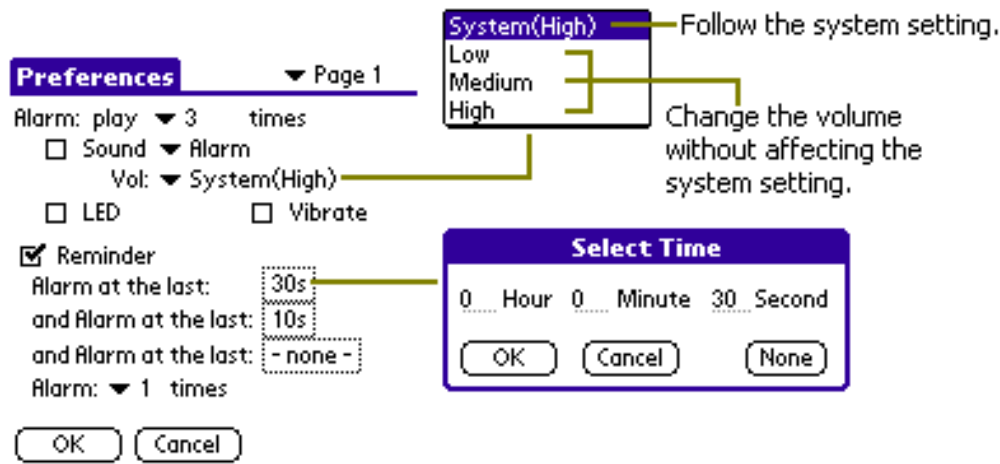 System(High)
Follow the system setting.
Low
Medium
High
Change the volume
without affecting the
system setting.
Preferences
Page 1
Alarm: play 3 times
Sound Alarm
Vol: System(High)
LED Vibrate
Reminder
Alarm at the last: 30s
and Alarm at the last: 10s
and Alarm at the last: - none -
Alarm: 1 times
OK Cancel
Select Time
0 Hour 0 Minute 30 Second
OK Cancel None